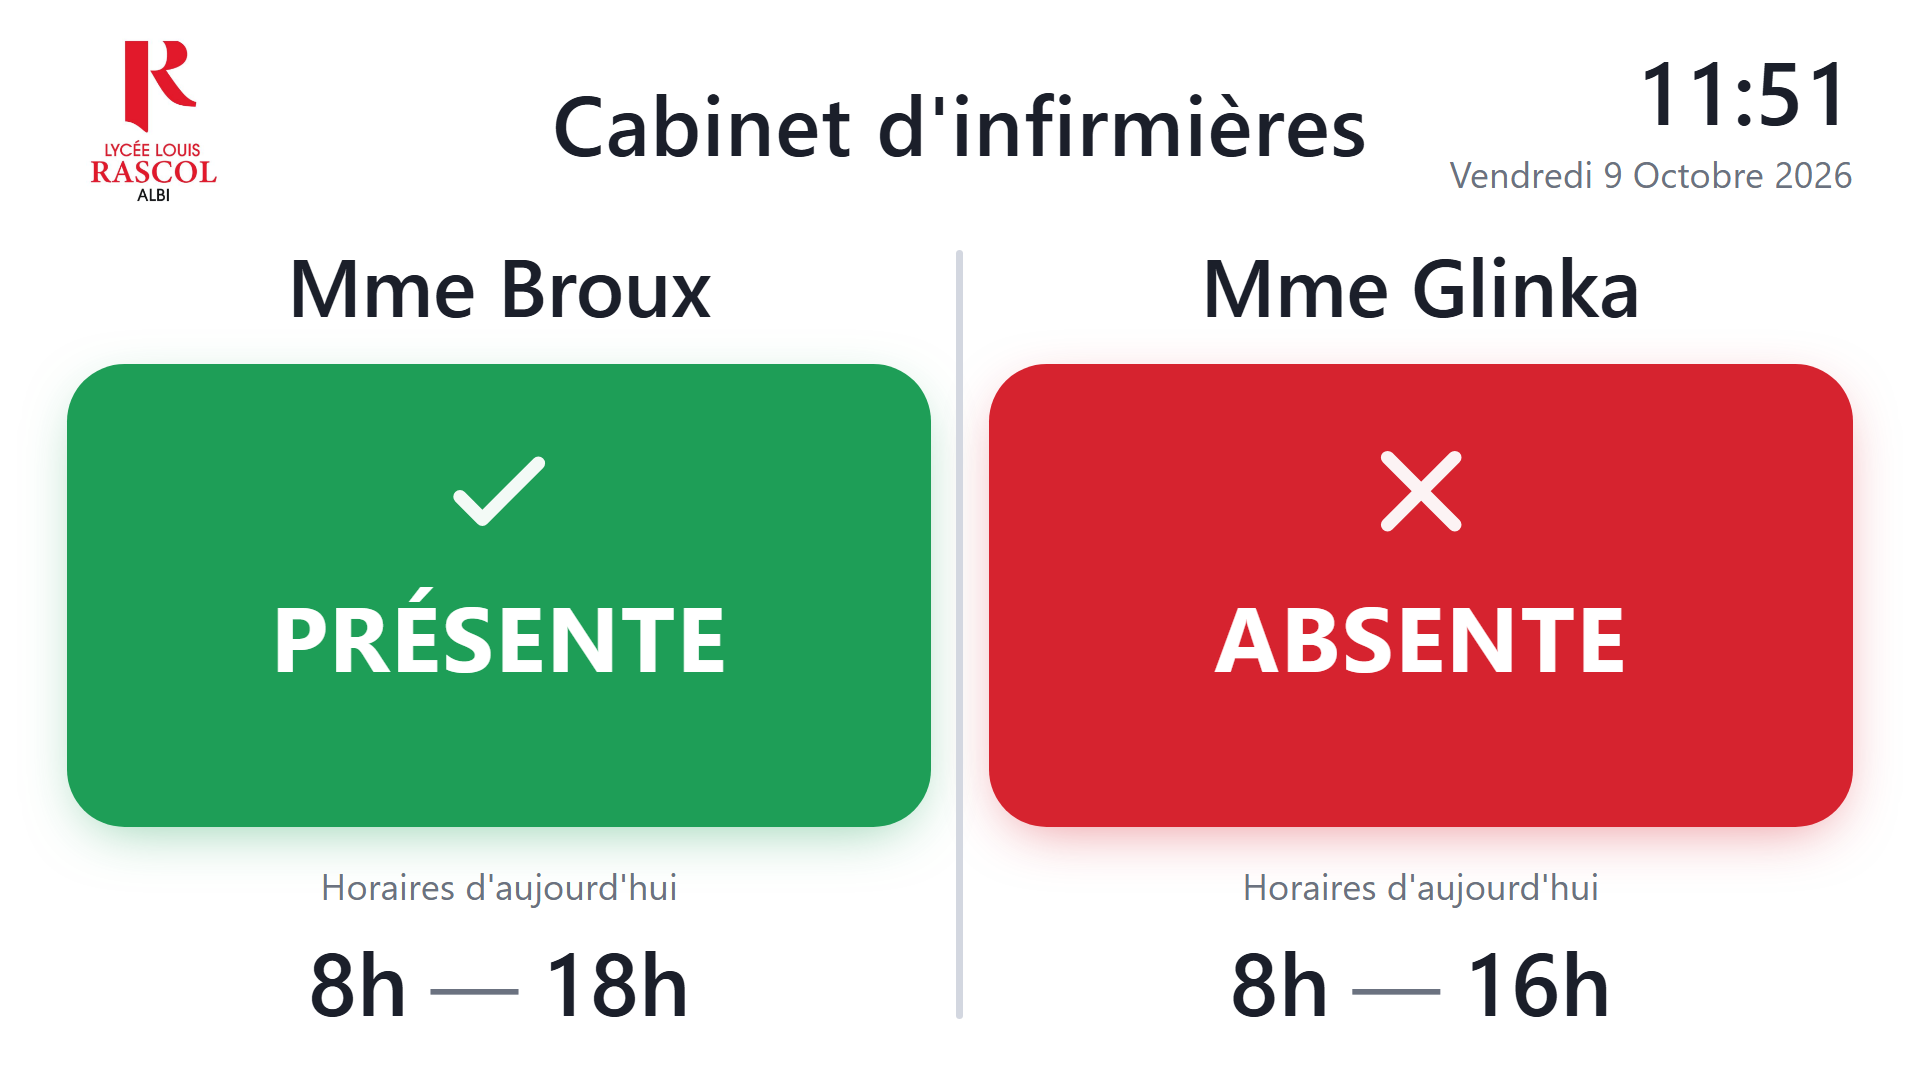 LYCÉE LOUIS
RASCOL
ALBI
Cabinet d'infirmières
11:51
Vendredi 9 Octobre 2026
Mme Broux
PRÉSENTE
Horaires d'aujourd'hui
8h — 18h
Mme Glinka
ABSENTE
Horaires d'aujourd'hui
8h — 16h